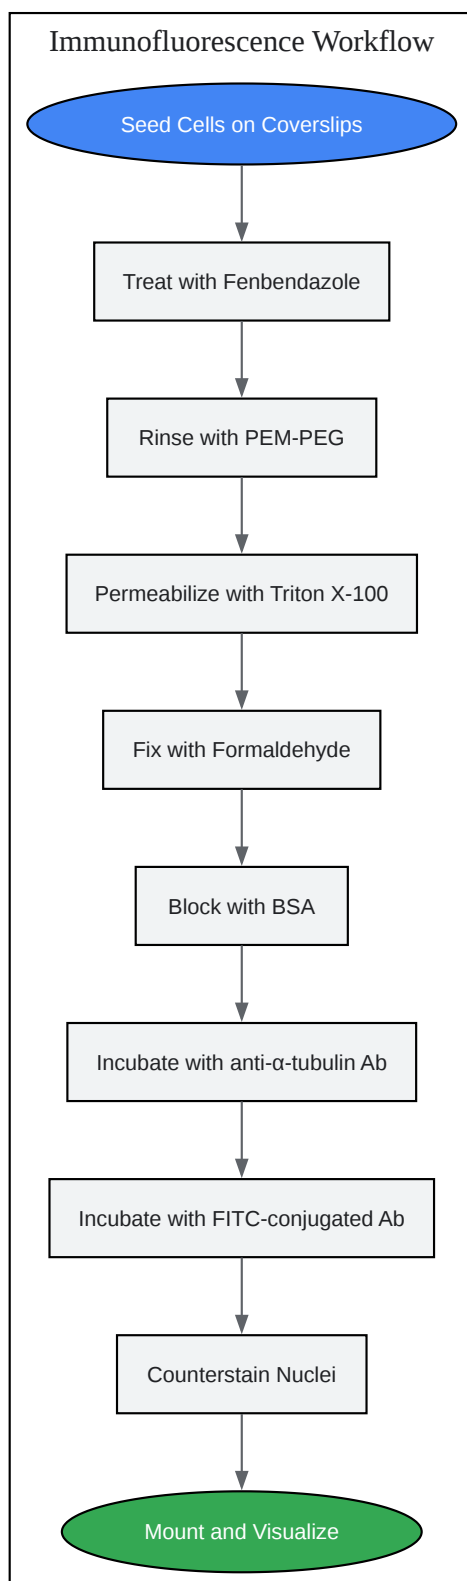 Immunofluorescence Workflow
Seed Cells on Coverslips
Treat with Fenbendazole
Rinse with PEM-PEG
Permeabilize with Triton X-100
Fix with Formaldehyde
Block with BSA
Incubate with anti-α-tubulin Ab
Incubate with FITC-conjugated Ab
Counterstain Nuclei
Mount and Visualize